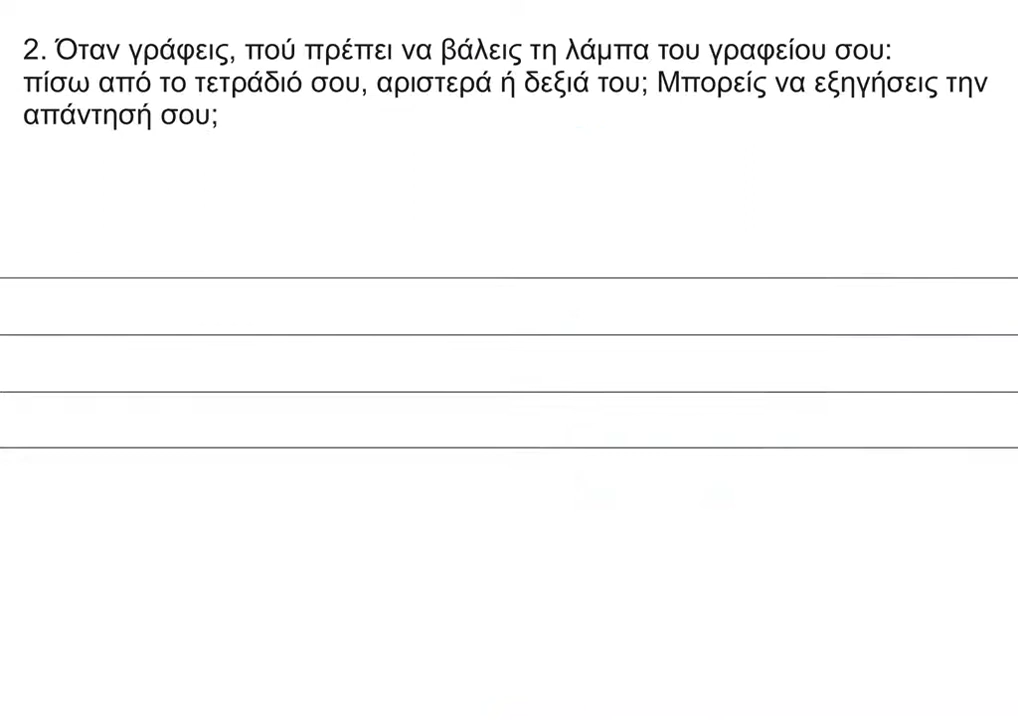 2. Όταν γράφεις, πού πρέπει να βάλεις τη λάμπα του γραφείου σου:
πίσω από το τετράδιό σου, αριστερά ή δεξιά του; Μπορείς να εξηγήσεις την
απάντησή σου;